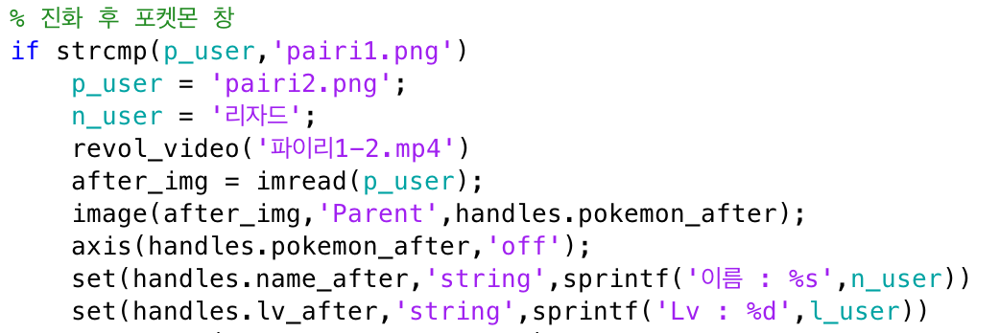 % 진화 후 포켓몬 창
if strcmp(p_user,'pairi1.png')
    p_user = 'pairi2.png';
    n_user = '리자드';
    revol_video('파이리1-2.mp4')
    after_img = imread(p_user);
    image(after_img,'Parent',handles.pokemon_after);
    axis(handles.pokemon_after,'off');
    set(handles.name_after,'string',sprintf('이름 : %s',n_user))
    set(handles.lv_after,'string',sprintf('Lv : %d',l_user))